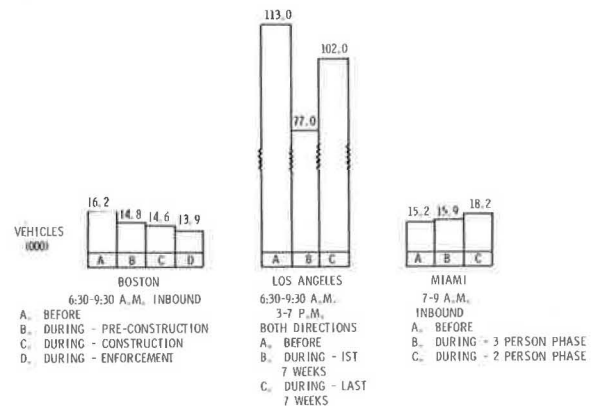 113.0
102.0
77.0
16.2
14.8
14.6
13.9
15.2
15.9
18.2
VEHICLES
(000)
A B C D
A B C
A B C
BOSTON
6:30-9:30 A.M. INBOUND
A. BEFORE
B. DURING - PRE-CONSTRUCTION
C. DURING - CONSTRUCTION
D. DURING - ENFORCEMENT
LOS ANGELES
6:30-9:30 A.M.
3-7 P.M.
BOTH DIRECTIONS
A. BEFORE
B. DURING - IST
7 WEEKS
C. DURING - LAST
7 WEEKS
MIAMI
7-9 A.M.
INBOUND
A. BEFORE
B. DURING - 3 PERSON PHASE
C. DURING - 2 PERSON PHASE